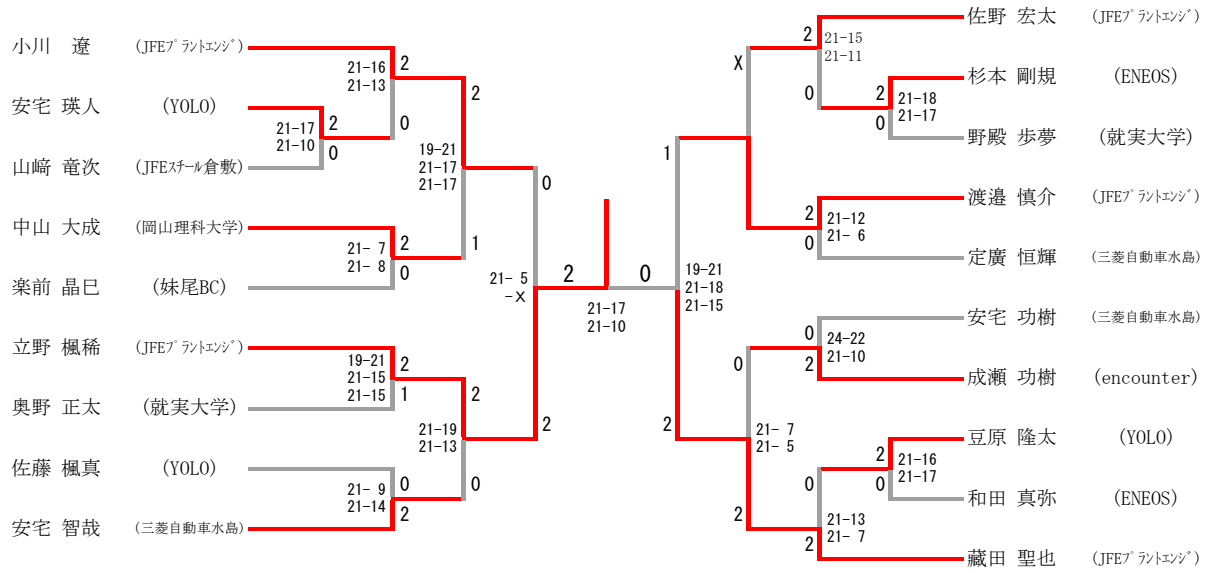 小川　遼 (JFEﾌﾟﾗﾝﾄｴﾝｼﾞ)
21-16 2
21-13
2
安宅 瑛人 (YOLO)
21-17 2
21-10 0
0
山﨑 竜次 (JFEｽﾁｰﾙ倉敷)
19-21
21-17
21-17
0
中山 大成 (岡山理科大学)
21- 7 2
21- 8 0
1
楽前 晶巳 (妹尾BC)
21- 5
-X
2
立野 楓稀 (JFEﾌﾟﾗﾝﾄｴﾝｼﾞ)
19-21 2
21-15
21-15 1
2
奥野 正太 (就実大学)
21-19
21-13
2
佐藤 楓真 (YOLO)
21- 9 0
21-14 2
0
安宅 智哉 (三菱自動車水島)
21-17
21-10
0
佐野 宏太 (JFEﾌﾟﾗﾝﾄｴﾝｼﾞ)
2 21-15
21-11
X
0
杉本 剛規 (ENEOS)
2 21-18
21-17
0
野殿 歩夢 (就実大学)
1
渡邉 慎介 (JFEﾌﾟﾗﾝﾄｴﾝｼﾞ)
2 21-12
0 21- 6
定廣 恒輝 (三菱自動車水島)
19-21
21-18
21-15
安宅 功樹 (三菱自動車水島)
0 24-22
21-10
2
0
成瀬 功樹 (encounter)
2
21- 7
21- 5
豆原 隆太 (YOLO)
2 21-16
0 21-17
0
和田 真弥 (ENEOS)
2
21-13
2 21- 7
藏田 聖也 (JFEﾌﾟﾗﾝﾄｴﾝｼﾞ)